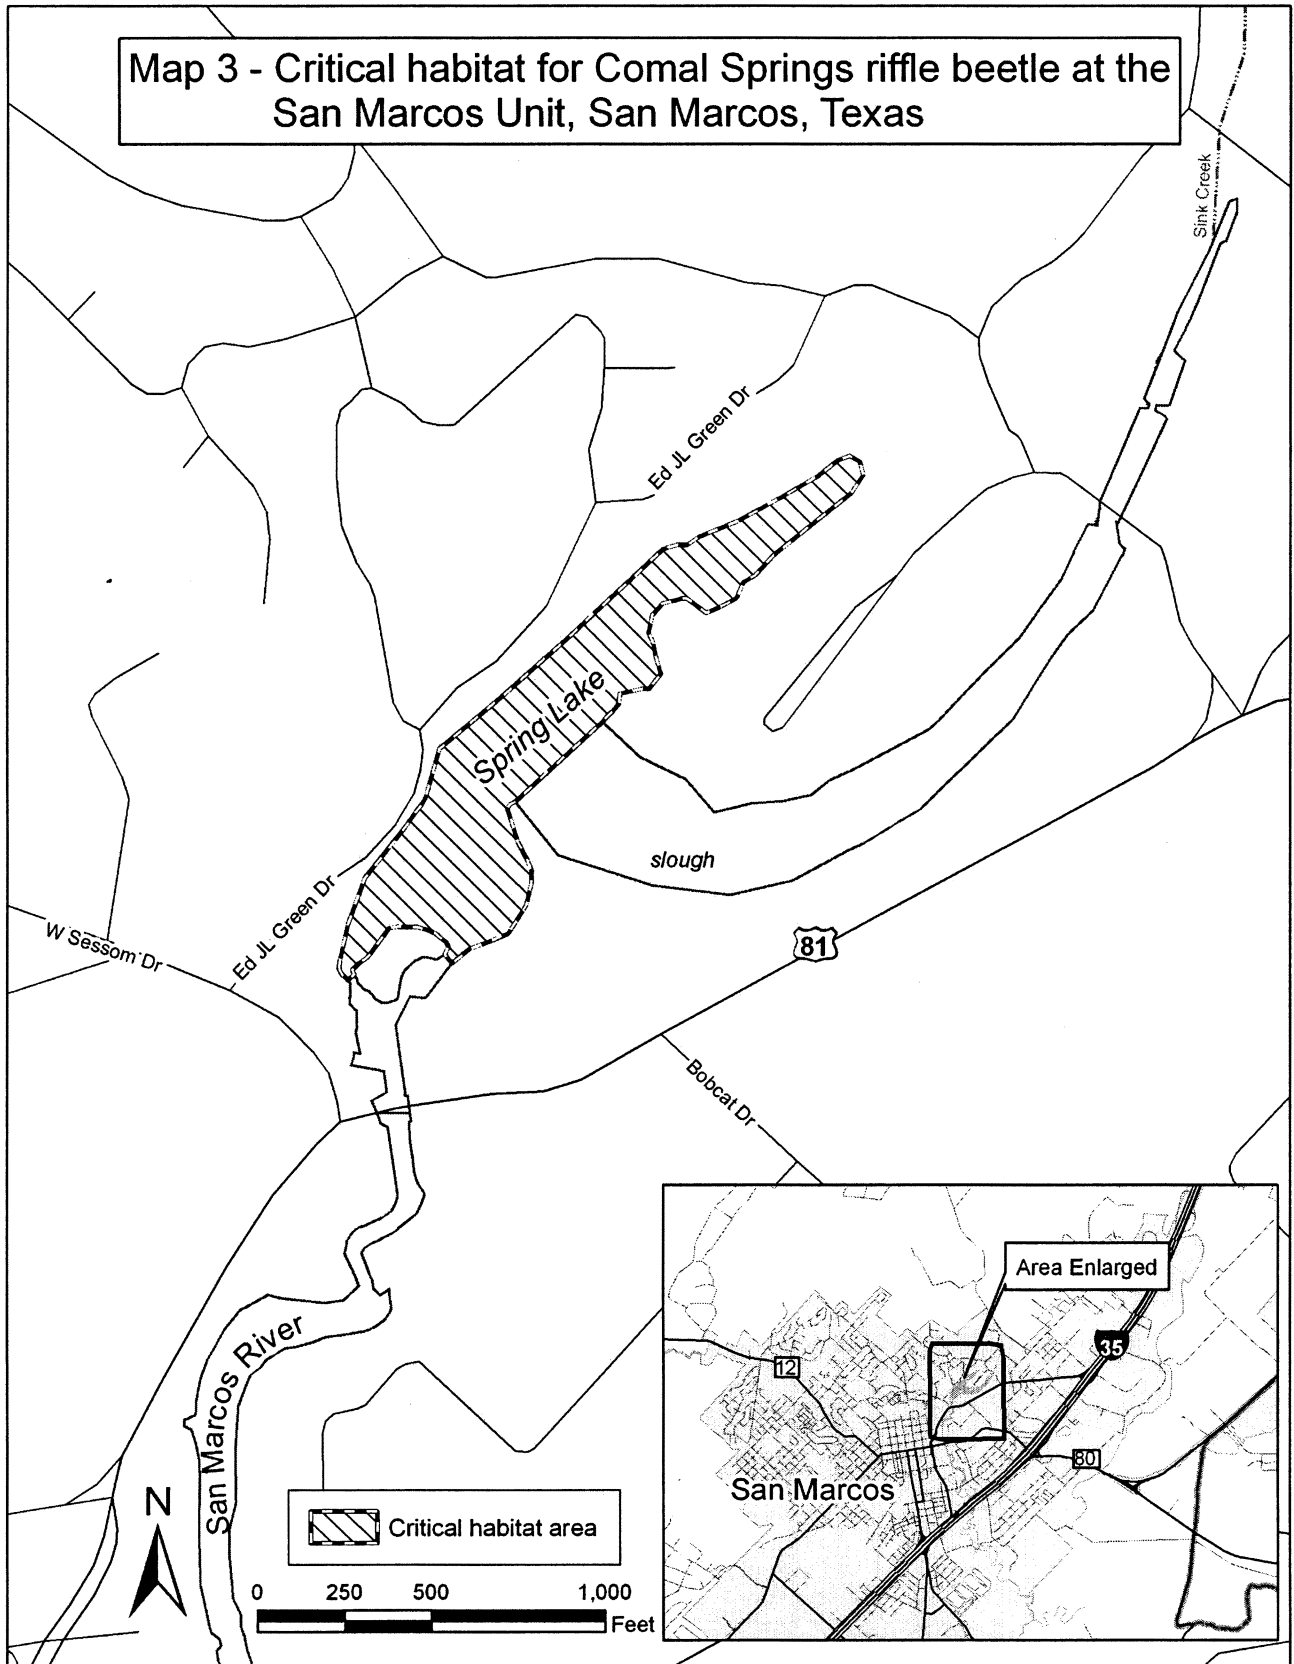 Map 3 - Critical habitat for Comal Springs riffle beetle at the
San Marcos Unit, San Marcos, Texas
Sink Creek
Ed JL Green Dr
Spring Lake
slough
Ed JL Green Dr
W Sessom Dr
81
Bobcat Dr
San Marcos River
Area Enlarged
35
12
80
San Marcos
N
Critical habitat area
0 250 500 1,000
Feet